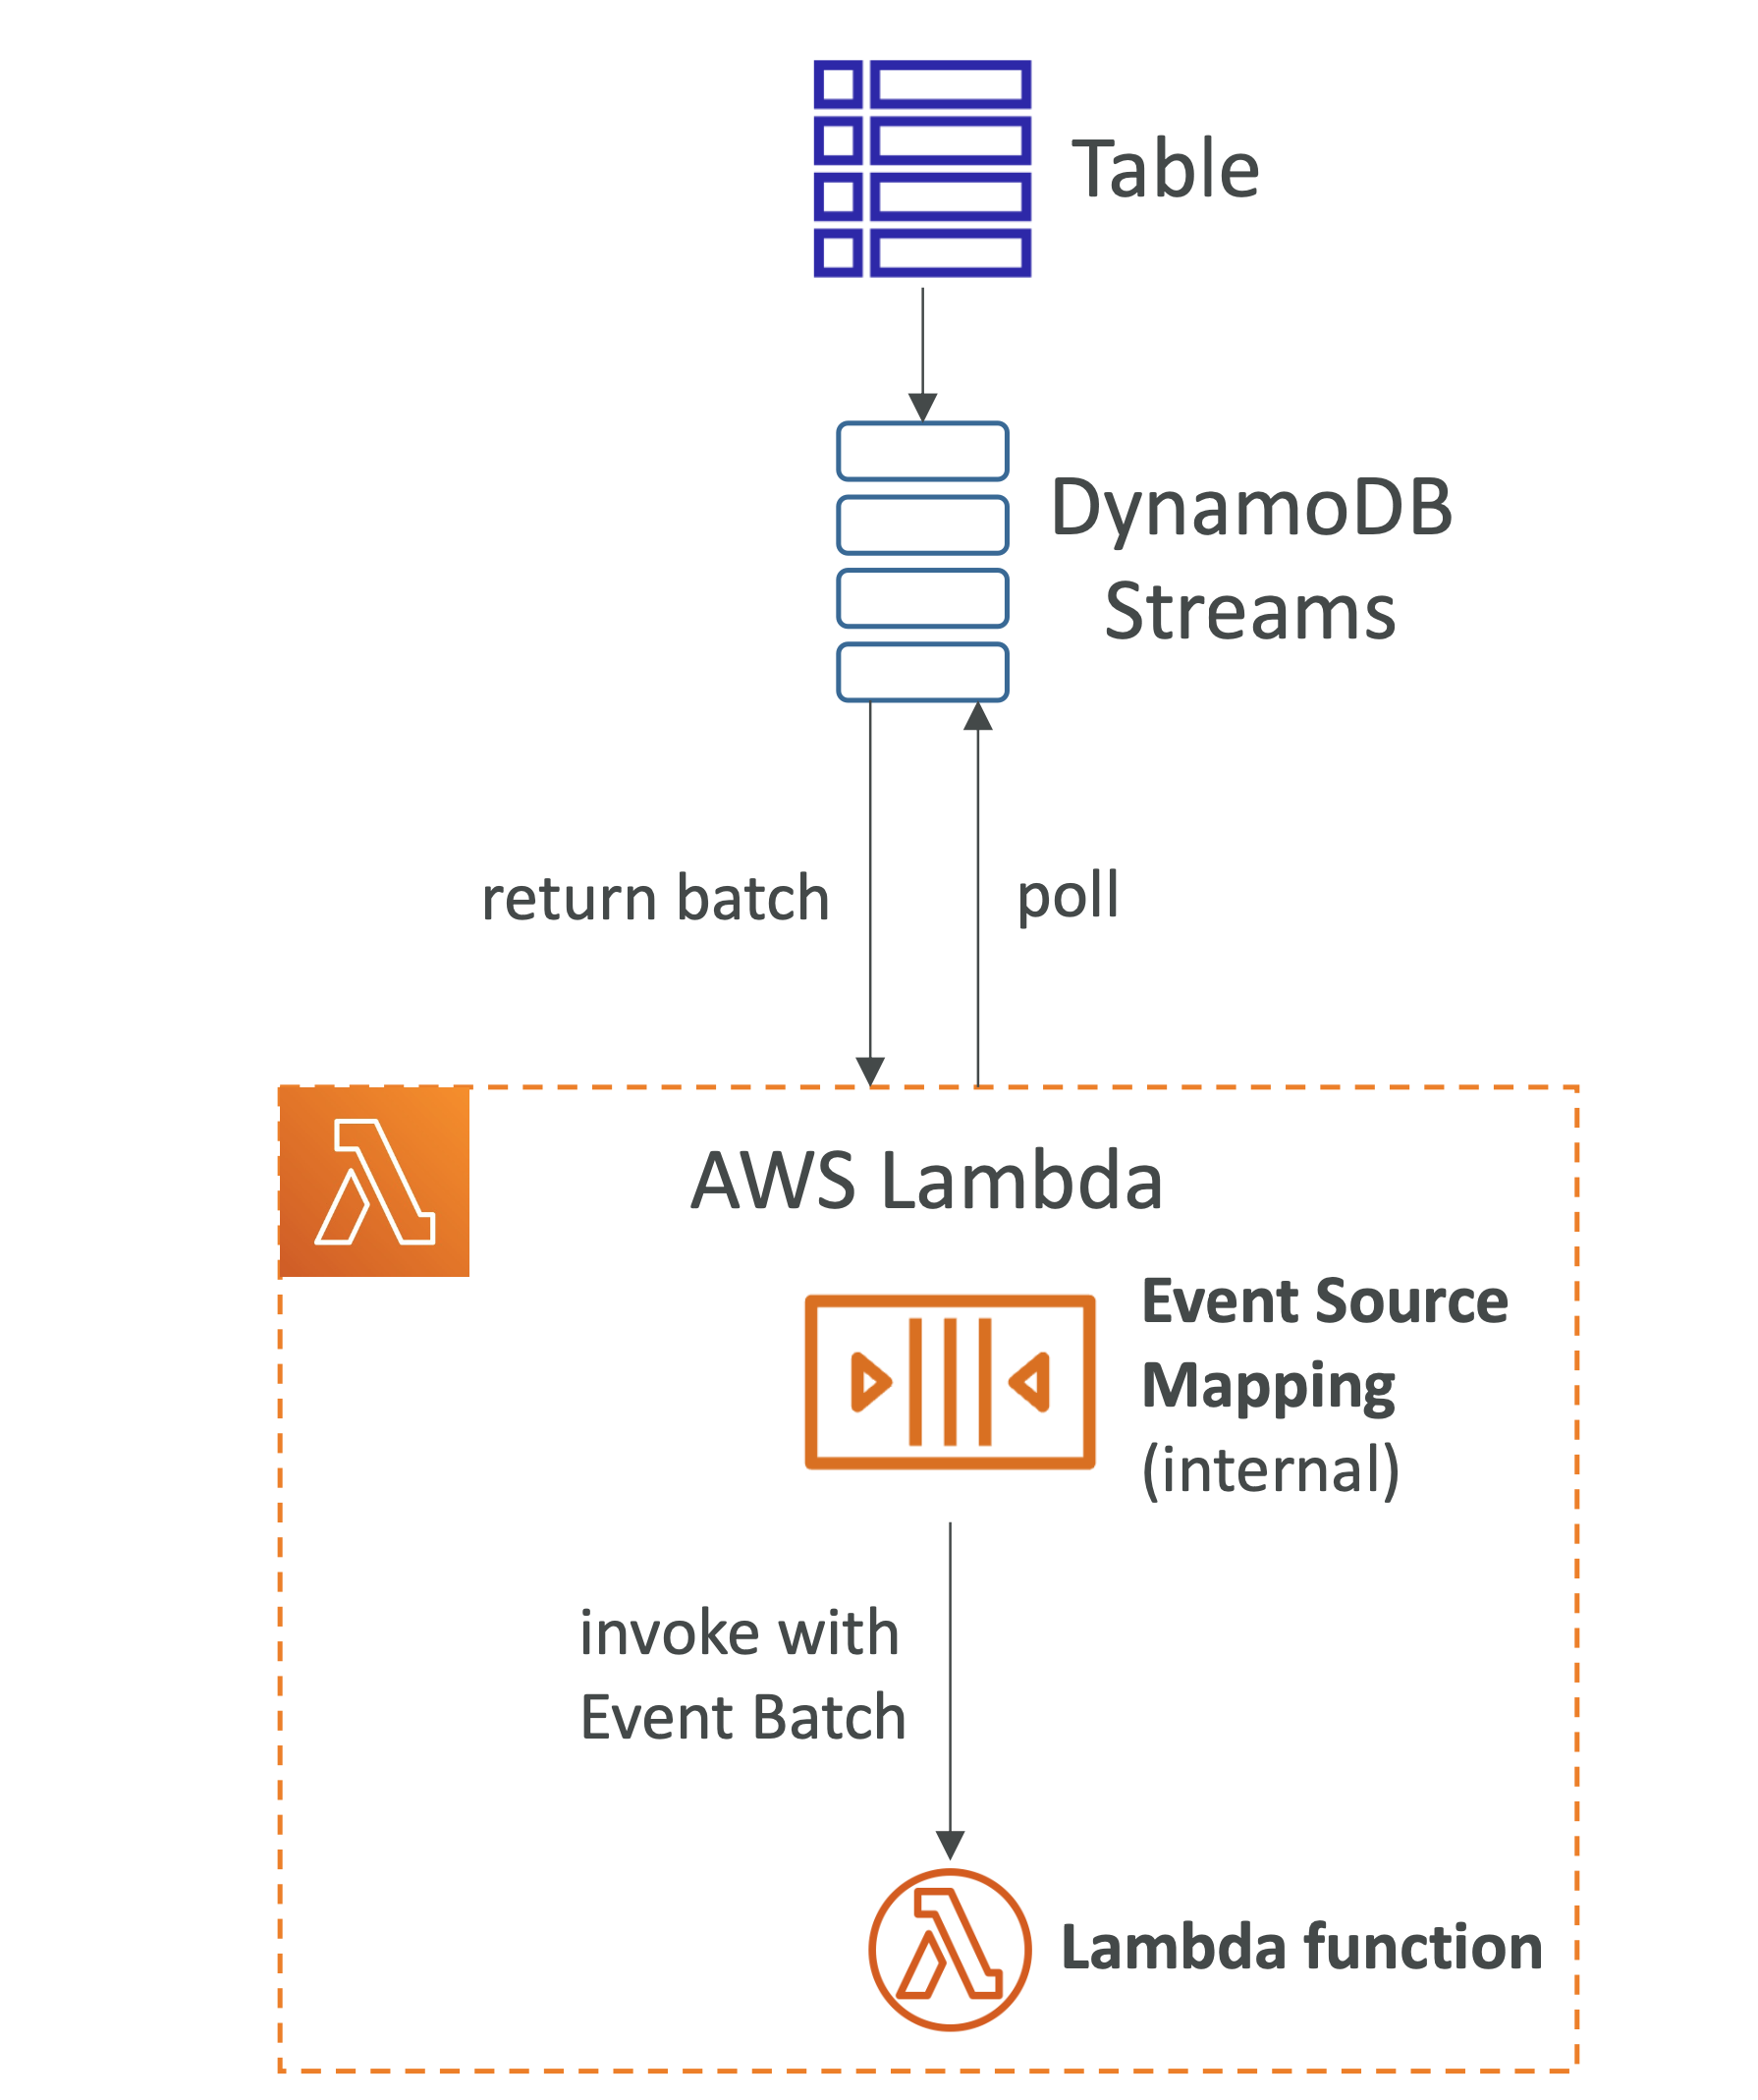 Table
DynamoDB
Streams
return batch
poll
AWS Lambda
Event Source
Mapping
(internal)
invoke with
Event Batch
Lambda function